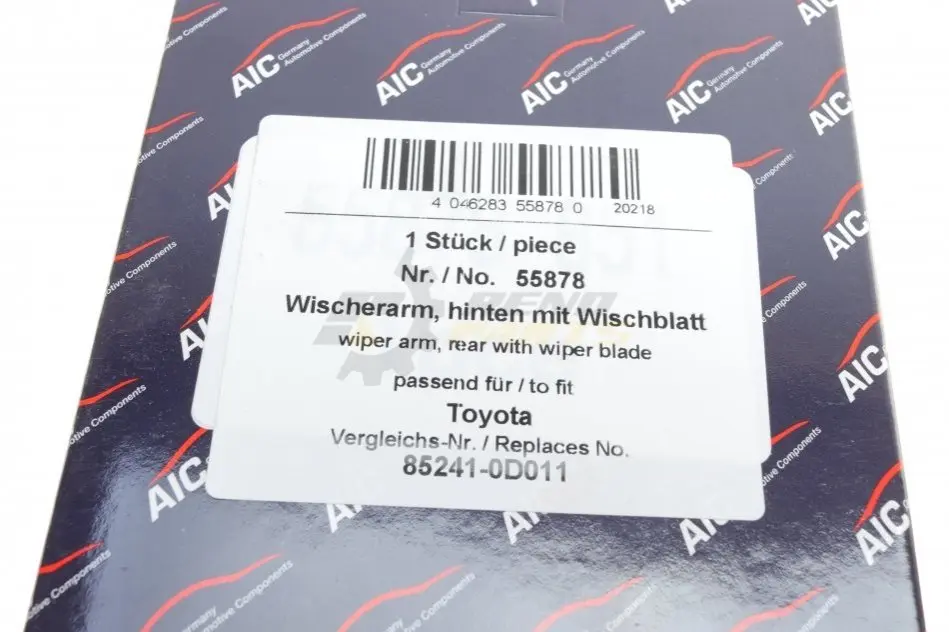 4 046283 55878 0 20218
1 Stück / piece
Nr. / No. 55878
Wischerarm, hinten mit Wischblatt
wiper arm, rear with wiper blade
passend für / to fit
Toyota
Vergleichs-Nr. / Replaces No.
85241-0D011
AIC Germany
Automotive Components